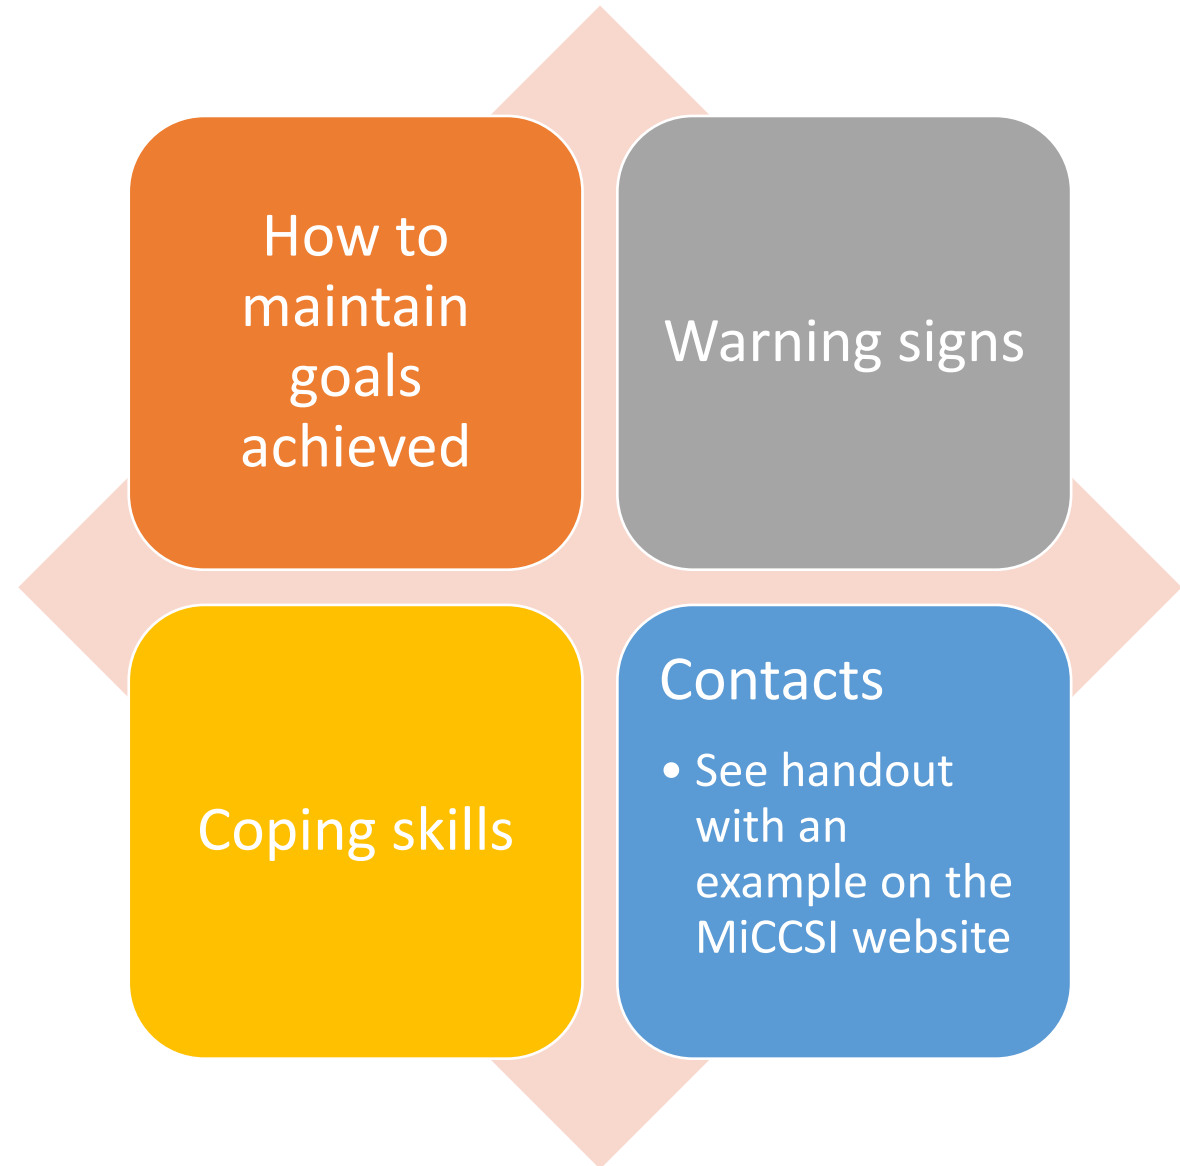 How to
maintain
goals
achieved
Warning signs
Coping skills
Contacts
• See handout
with an
example on the
MiCCSI website